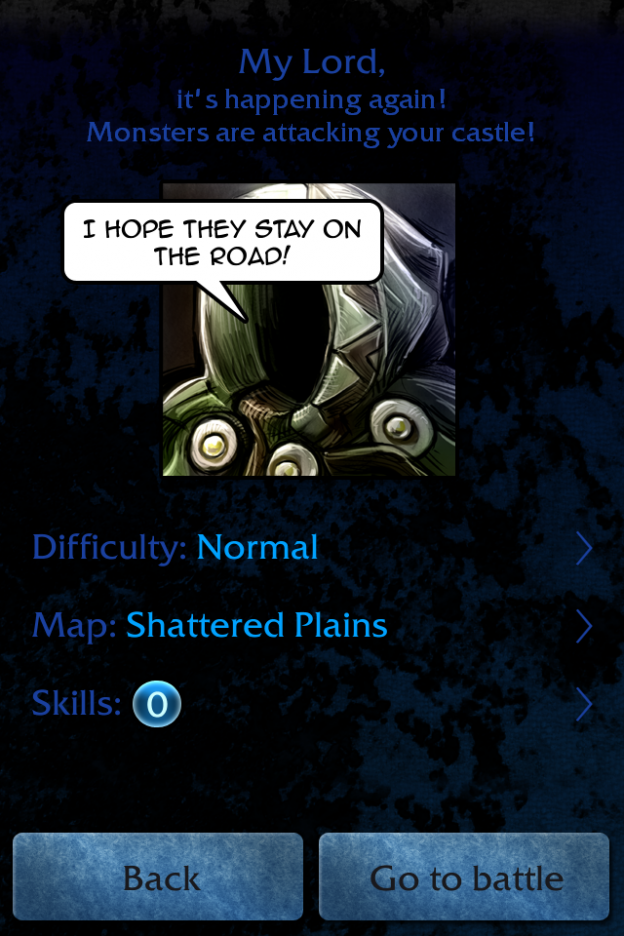 My Lord,
it's happening again!
Monsters are attacking your castle!
I HOPE THEY STAY ON
THE ROAD!
Difficulty: Normal
Map: Shattered Plains
Skills: 0
Back
Go to battle